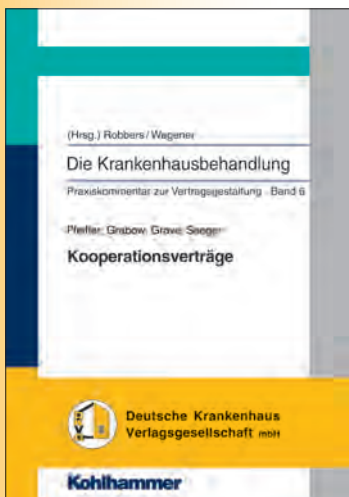 (Hrsg.) Robbers/Wagener
Die Krankenhausbehandlung
Praxiskommentar zur Vertragsgestaltung · Band 6
Pfeiffer, Grabow, Grave, Seeger
Kooperationsverträge
Deutsche Krankenhaus
Verlagsgesellschaft mbH
Kohlhammer